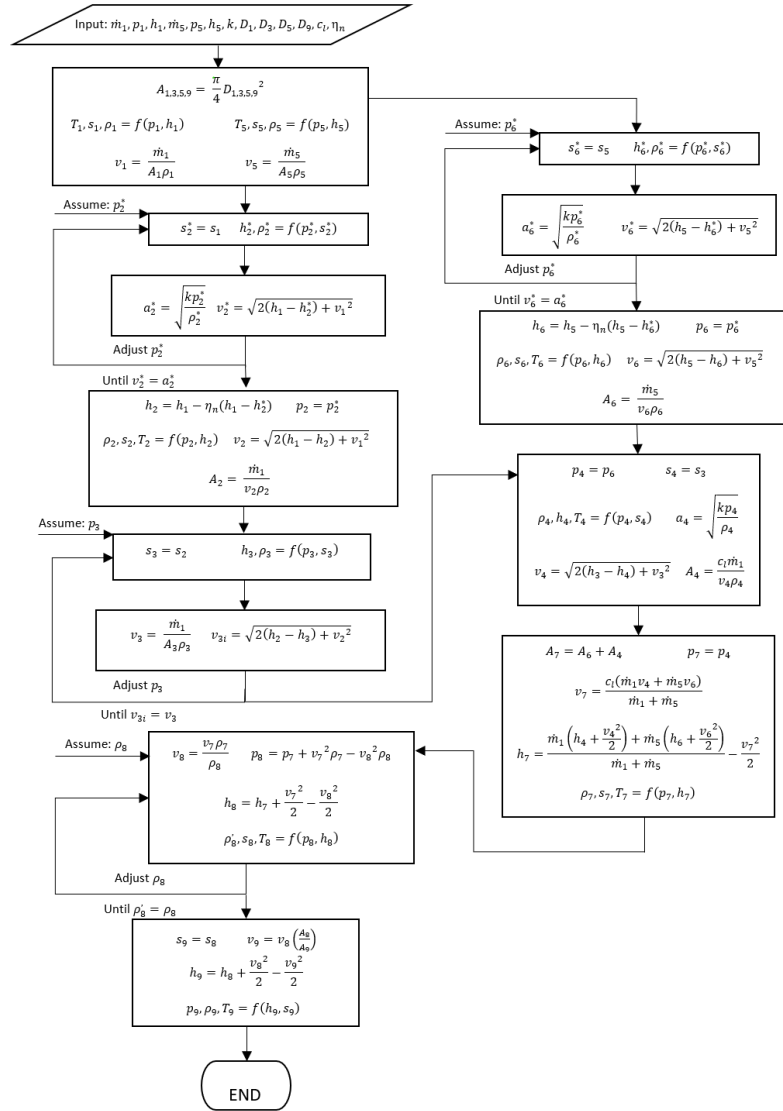 Input: ṁ₁, p₁, h₁, ṁ₅, p₅, h₅, k, D₁, D₃, D₅, D₉, c_l, η_n
A₁,₃,₅,₉ = π/4 D₁,₃,₅,₉²
T₁, s₁, ρ₁ = f(p₁, h₁) T₅, s₅, ρ₅ = f(p₅, h₅)
v₁ = ṁ₁/(A₁ρ₁) v₅ = ṁ₅/(A₅ρ₅)
Assume: p₂*
s₂* = s₁ h₂*, ρ₂* = f(p₂*, s₂*)
a₂* = √(kp₂*/ρ₂*) v₂* = √(2(h₁ − h₂*) + v₁²)
Adjust p₂*
Until v₂* = a₂*
h₂ = h₁ − η_n(h₁ − h₂*) p₂ = p₂*
ρ₂, s₂, T₂ = f(p₂, h₂) v₂ = √(2(h₁ − h₂) + v₁²)
A₂ = ṁ₁/(v₂ρ₂)
Assume: p₃
s₃ = s₂ h₃, ρ₃ = f(p₃, s₃)
v₃ = ṁ₁/(A₃ρ₃) v₃ᵢ = √(2(h₂ − h₃) + v₂²)
Adjust p₃
Until v₃ᵢ = v₃
Assume: p₆*
s₆* = s₅ h₆*, ρ₆* = f(p₆*, s₆*)
a₆* = √(kp₆*/ρ₆*) v₆* = √(2(h₅ − h₆*) + v₅²)
Adjust p₆*
Until v₆* = a₆*
h₆ = h₅ − η_n(h₅ − h₆*) p₆ = p₆*
ρ₆, s₆, T₆ = f(p₆, h₆) v₆ = √(2(h₅ − h₆) + v₅²)
A₆ = ṁ₅/(v₆ρ₆)
p₄ = p₆ s₄ = s₃
ρ₄, h₄, T₄ = f(p₄, s₄) a₄ = √(kp₄/ρ₄)
v₄ = √(2(h₃ − h₄) + v₃²) A₄ = c_lṁ₁/(v₄ρ₄)
A₇ = A₆ + A₄ p₇ = p₄
v₇ = c_l(ṁ₁v₄ + ṁ₅v₆)/(ṁ₁ + ṁ₅)
h₇ = (ṁ₁(h₄ + v₄²/2) + ṁ₅(h₆ + v₆²/2))/(ṁ₁ + ṁ₅) − v₇²/2
ρ₇, s₇, T₇ = f(p₇, h₇)
Assume: ρ₈
v₈ = v₇ρ₇/ρ₈ p₈ = p₇ + v₇²ρ₇ − v₈²ρ₈
h₈ = h₇ + v₇²/2 − v₈²/2
ρ₈′, s₈, T₈ = f(p₈, h₈)
Adjust ρ₈
Until ρ₈′ = ρ₈
s₉ = s₈ v₉ = v₈(A₈/A₉)
h₉ = h₈ + v₈²/2 − v₉²/2
p₉, ρ₉, T₉ = f(h₉, s₉)
END